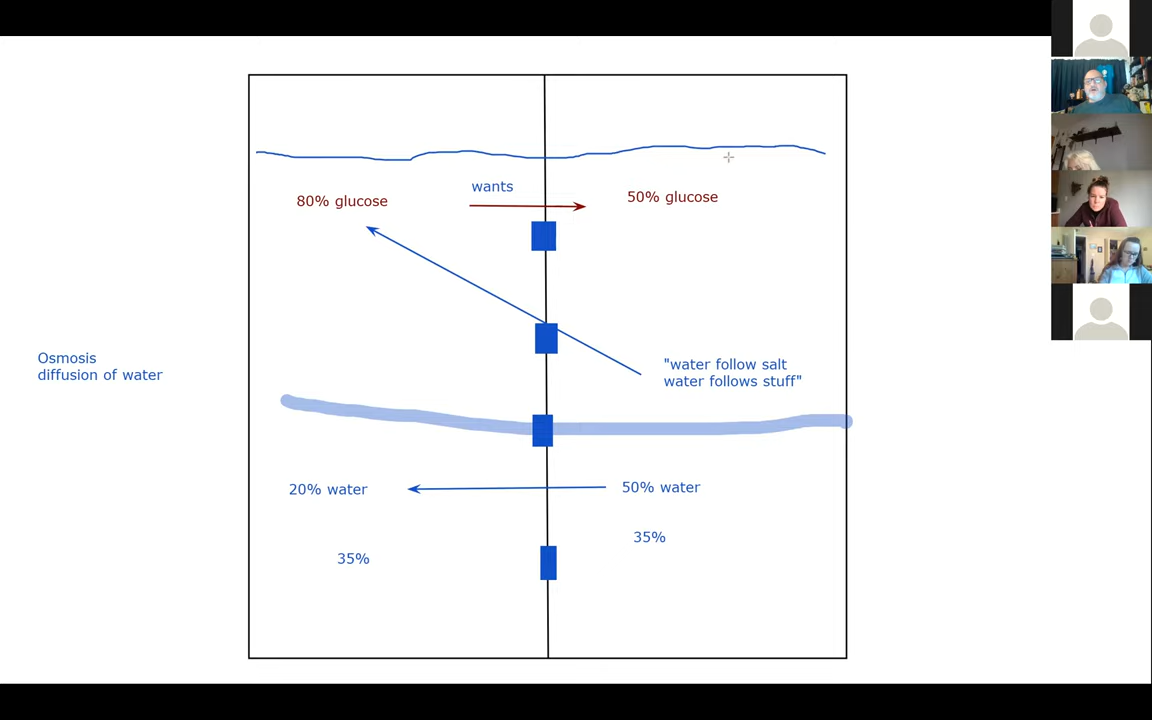 wants
80% glucose
50% glucose
Osmosis
diffusion of water
"water follow salt
water follows stuff"
20% water
50% water
35%
35%